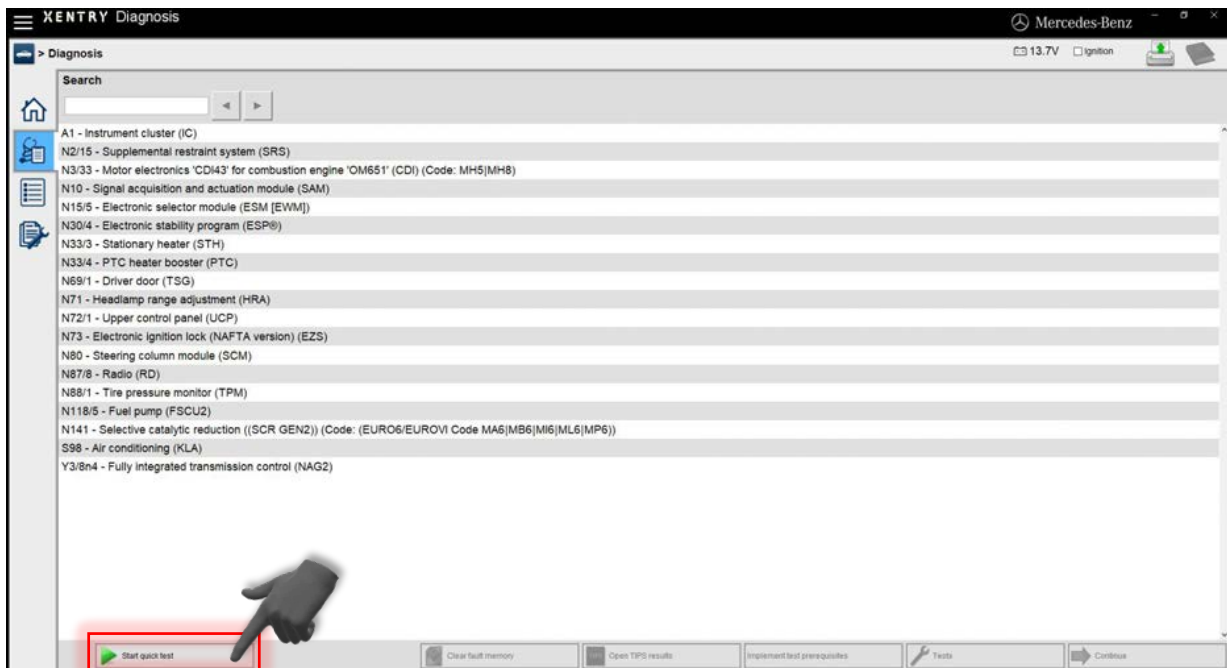 XENTRY Diagnosis
Mercedes-Benz
> Diagnosis
13.7V
Ignition
Search
A1 - Instrument cluster (IC)
N2/15 - Supplemental restraint system (SRS)
N3/33 - Motor electronics 'CDI43' for combustion engine 'OM651' (CDI) (Code: MH5|MH8)
N10 - Signal acquisition and actuation module (SAM)
N15/5 - Electronic selector module (ESM [EWM])
N30/4 - Electronic stability program (ESP®)
N33/3 - Stationary heater (STH)
N33/4 - PTC heater booster (PTC)
N69/1 - Driver door (TSG)
N71 - Headlamp range adjustment (HRA)
N72/1 - Upper control panel (UCP)
N73 - Electronic ignition lock (NAFTA version) (EZS)
N80 - Steering column module (SCM)
N87/8 - Radio (RD)
N88/1 - Tire pressure monitor (TPM)
N118/5 - Fuel pump (FSCU2)
N141 - Selective catalytic reduction ((SCR GEN2)) (Code: (EURO6/EUROVI Code MA6|MB6|MI6|ML6|MP6))
S98 - Air conditioning (KLA)
Y3/8n4 - Fully integrated transmission control (NAG2)
Start quick test
Clear fault memory
Open TIPS results
Implement test prerequisites
Tests
Continue